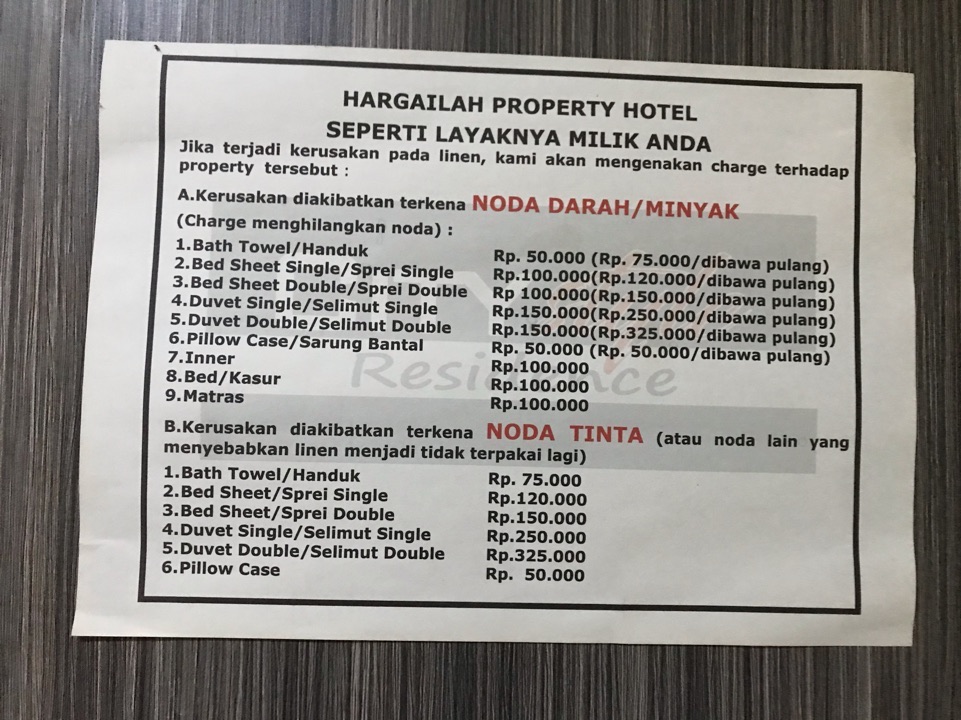 HARGAILAH PROPERTY HOTEL
SEPERTI LAYAKNYA MILIK ANDA
Jika terjadi kerusakan pada linen, kami akan mengenakan charge terhadap
property tersebut :
A.Kerusakan diakibatkan terkena NODA DARAH/MINYAK
(Charge menghilangkan noda) :
1.Bath Towel/Handuk Rp. 50.000 (Rp. 75.000/dibawa pulang)
2.Bed Sheet Single/Sprei Single Rp.100.000(Rp.120.000/dibawa pulang)
3.Bed Sheet Double/Sprei Double Rp 100.000(Rp.150.000/dibawa pulang)
4.Duvet Single/Selimut Single Rp.150.000(Rp.250.000/dibawa pulang)
5.Duvet Double/Selimut Double Rp.150.000(Rp.325.000/dibawa pulang)
6.Pillow Case/Sarung Bantal Rp. 50.000 (Rp. 50.000/dibawa pulang)
7.Inner Rp.100.000
8.Bed/Kasur Rp.100.000
9.Matras Rp.100.000
Residence
B.Kerusakan diakibatkan terkena NODA TINTA (atau noda lain yang
menyebabkan linen menjadi tidak terpakai lagi)
1.Bath Towel/Handuk Rp. 75.000
2.Bed Sheet/Sprei Single Rp.120.000
3.Bed Sheet/Sprei Double Rp.150.000
4.Duvet Single/Selimut Single Rp.250.000
5.Duvet Double/Selimut Double Rp.325.000
6.Pillow Case Rp. 50.000